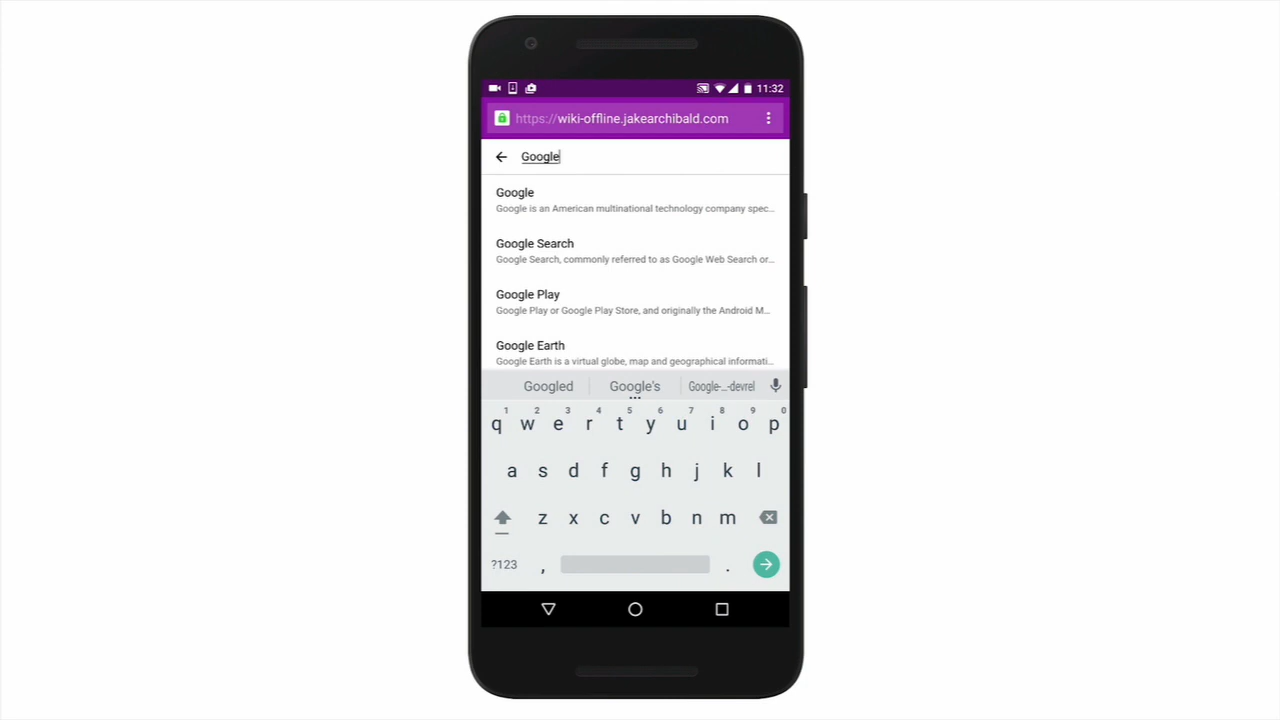 11:32
https://wiki-offline.jakearchibald.com
Google
Google
Google is an American multinational technology company spec...
Google Search
Google Search, commonly referred to as Google Web Search or...
Google Play
Google Play or Google Play Store, and originally the Android M...
Google Earth
Google Earth is a virtual globe, map and geographical informati...
Googled Google's Google-...-devrel
1 2 3 4 5 6 7 8 9 0
q w e r t y u i o p
a s d f g h j k l
z x c v b n m
?123 , .